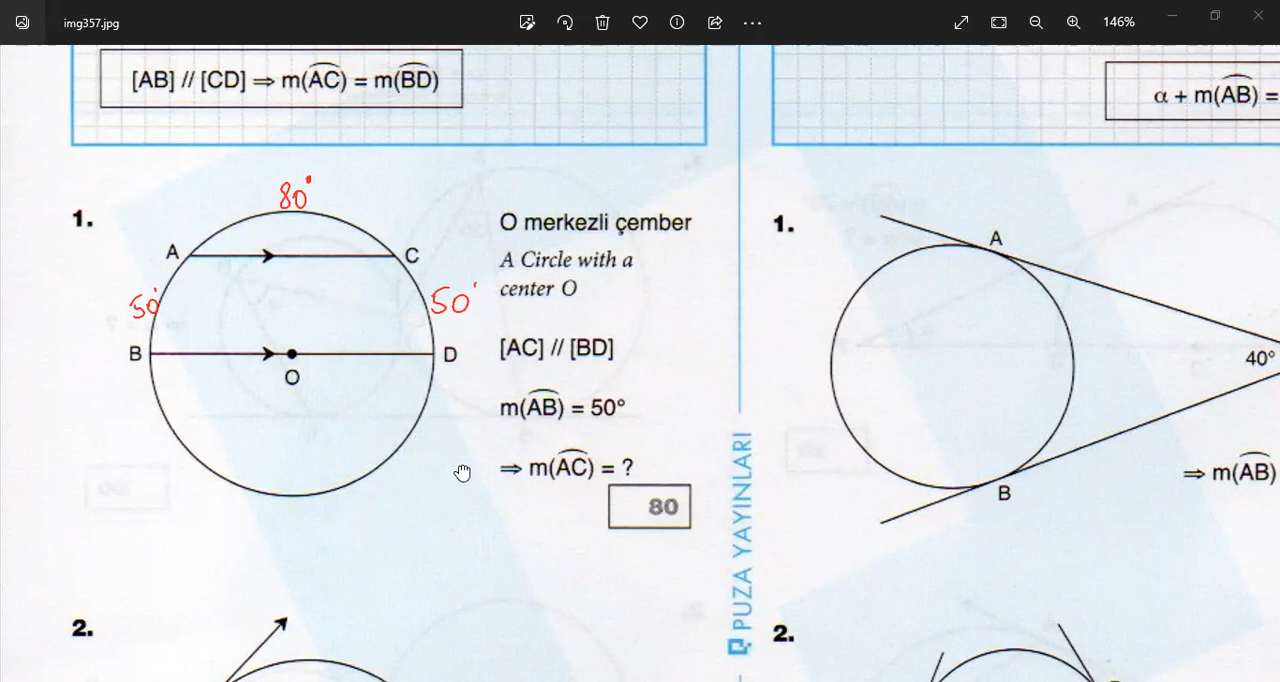 img357.jpg
146%
[AB] // [CD] ⇒ m(AC) = m(BD)
α + m(AB) =
1.
80°
A
C
50°
50°
B
D
O
O merkezli çember
A Circle with a
center O
[AC] // [BD]
m(AB) = 50°
⇒ m(AC) = ?
80
2.
PUZA YAYINLARI
1.
A
40°
B
⇒ m(AB)
2.